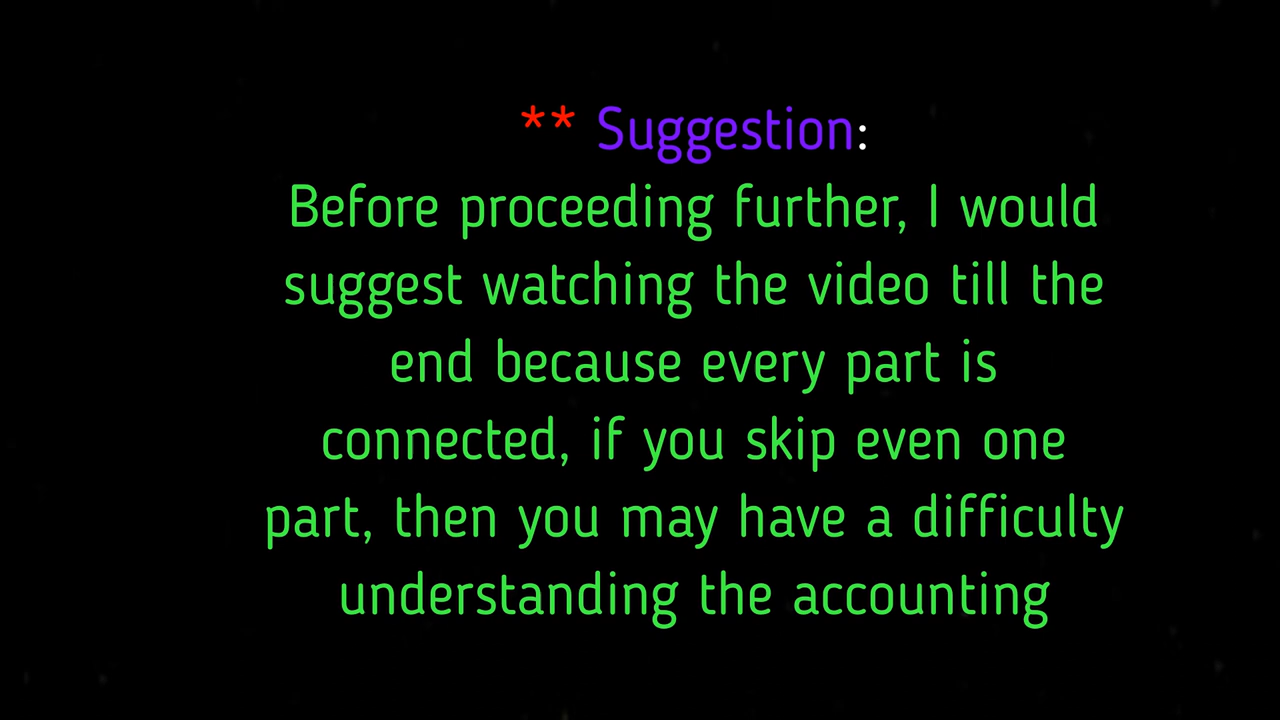 ** Suggestion:
Before proceeding further, I would
suggest watching the video till the
end because every part is
connected, if you skip even one
part, then you may have a difficulty
understanding the accounting